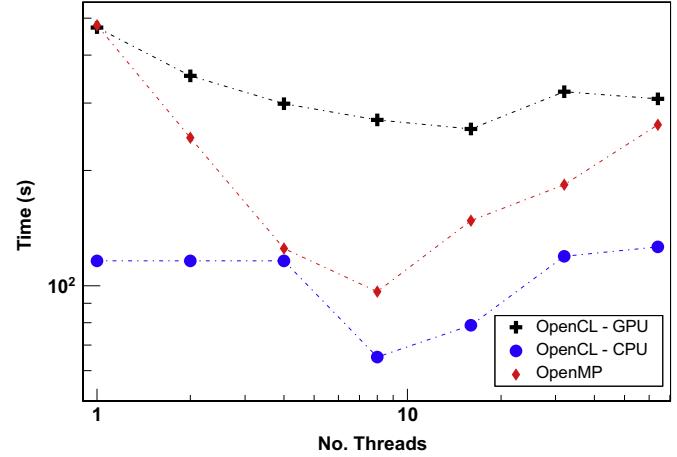 Time (s)
10²
OpenCL - GPU
OpenCL - CPU
OpenMP
1
10
No. Threads